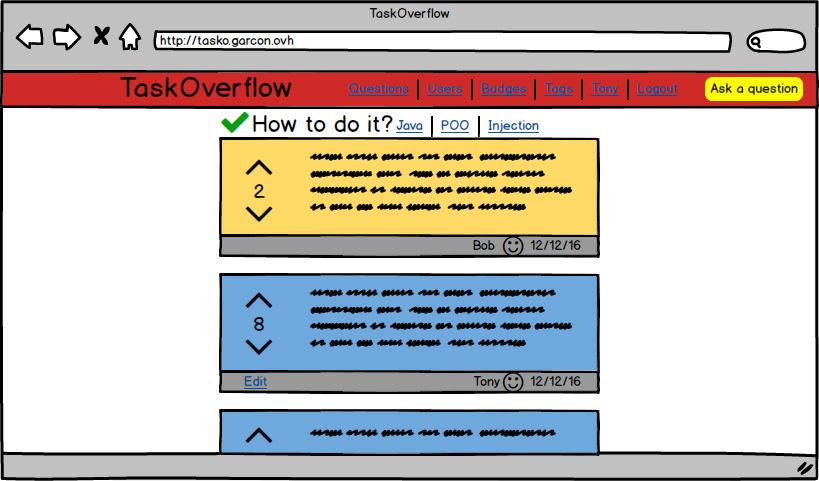 TaskOverflow
http://tasko.garcon.ovh
TaskOverflow Questions Users Badges Tags Tony Logout Ask a question
How to do it? Java POO Injection
2
Bob 12/12/16
8
Edit Tony 12/12/16